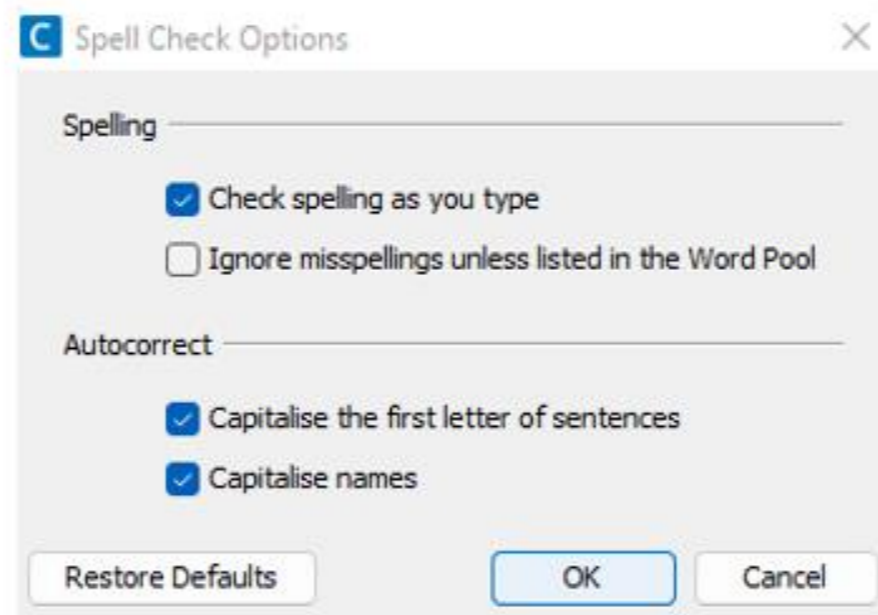 C Spell Check Options
Spelling
Check spelling as you type
Ignore misspellings unless listed in the Word Pool
Autocorrect
Capitalise the first letter of sentences
Capitalise names
Restore Defaults OK Cancel